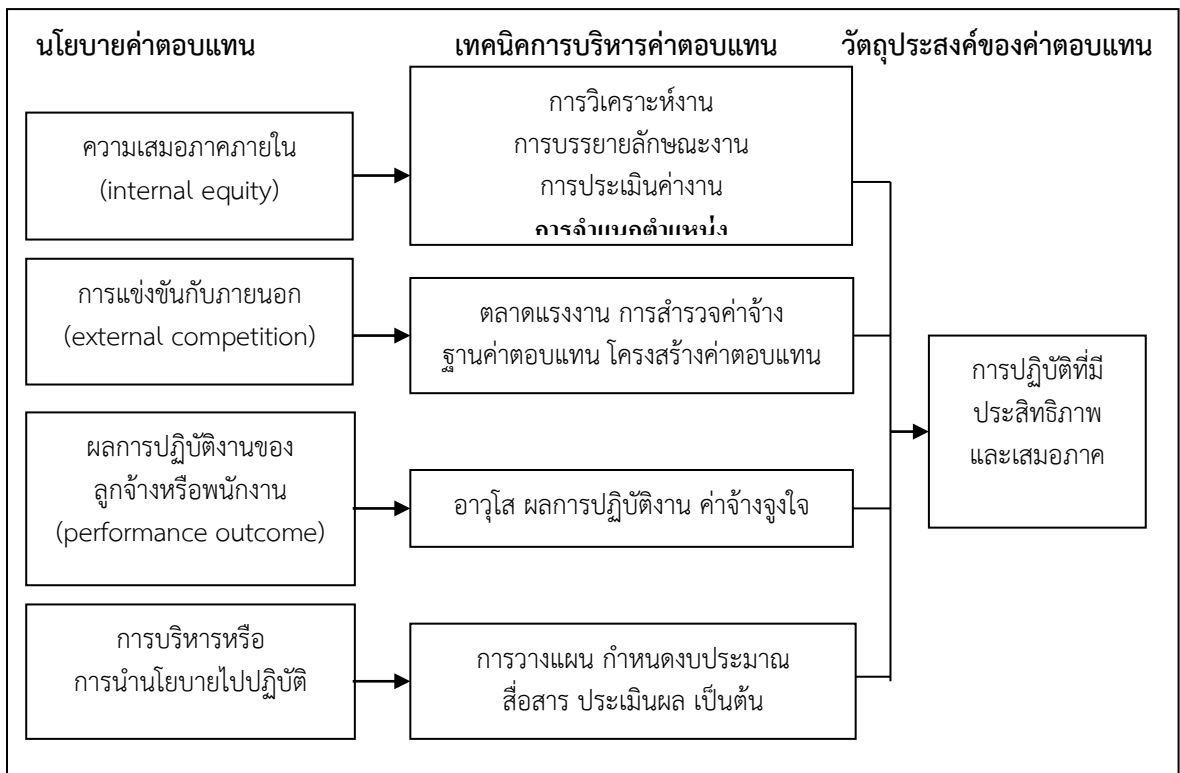 นโยบายค่าตอบแทน
เทคนิคการบริหารค่าตอบแทน
วัตถุประสงค์ของค่าตอบแทน
ความเสมอภาคภายใน
(internal equity)
การวิเคราะห์งาน
การบรรยายลักษณะงาน
การประเมินค่างาน
การจำแนกตำแหน่ง
การแข่งขันกับภายนอก
(external competition)
ตลาดแรงงาน การสำรวจค่าจ้าง
ฐานค่าตอบแทน โครงสร้างค่าตอบแทน
ผลการปฏิบัติงานของ
ลูกจ้างหรือพนักงาน
(performance outcome)
อาวุโส ผลการปฏิบัติงาน ค่าจ้างจูงใจ
การบริหารหรือ
การนำนโยบายไปปฏิบัติ
การวางแผน กำหนดงบประมาณ
สื่อสาร ประเมินผล เป็นต้น
การปฏิบัติที่มี
ประสิทธิภาพ
และเสมอภาค